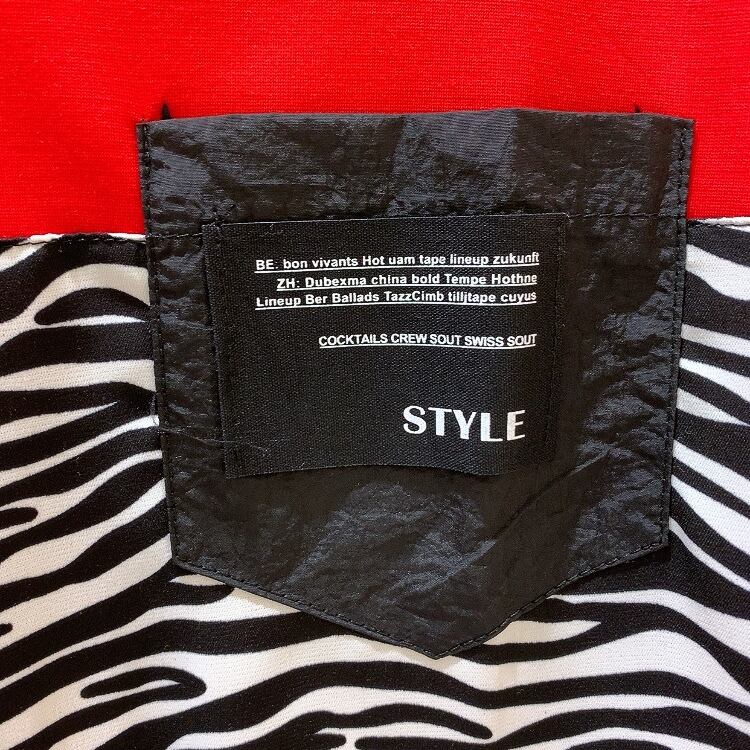 BE: bon vivants Hot uam tape lineup zukunft
ZH: Dubexma china bold Tempe Hothne
Lineup Ber Ballads TazzCimb tilljtape cuyus
COCKTAILS CREW SOUT SWISS SOUT
STYLE